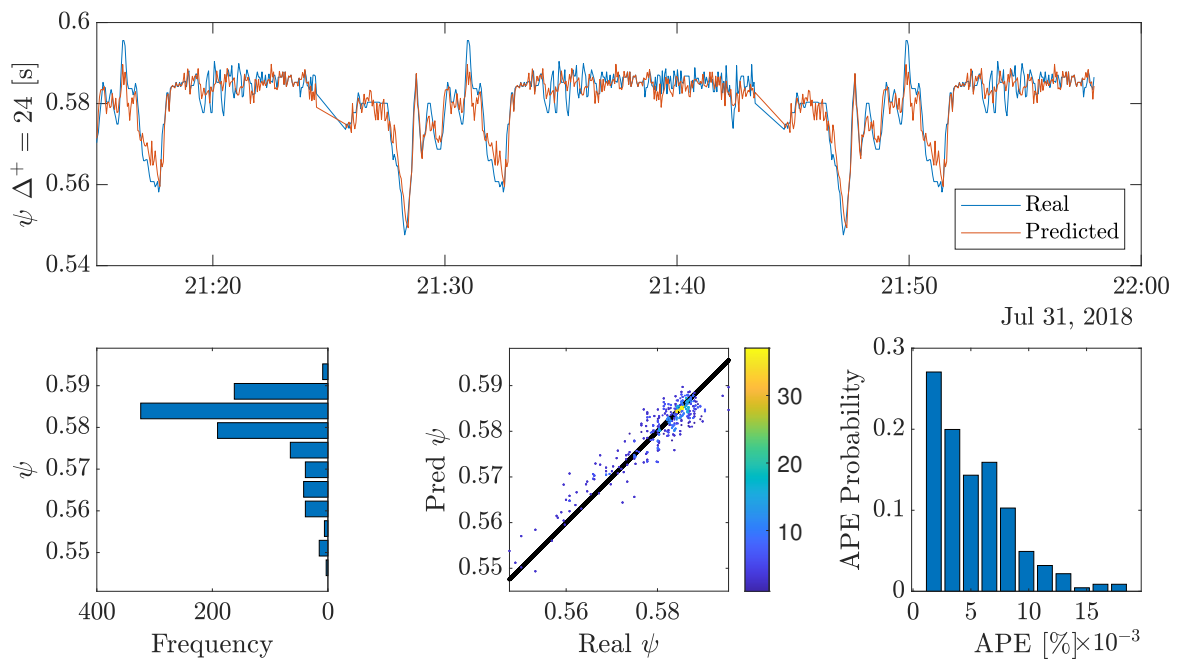 0.6
0.58
0.56
0.54
ψ Δ⁺ = 24 [s]
Real
Predicted
21:20 21:30 21:40 21:50 22:00
Jul 31, 2018
0.59
0.58
0.57
0.56
0.55
ψ
400 200 0
Frequency
0.59
0.58
0.57
0.56
0.55
Pred ψ
0.56 0.58
Real ψ
30
20
10
0.3
0.2
0.1
0
APE Probability
0 5 10 15
APE [%]×10⁻³